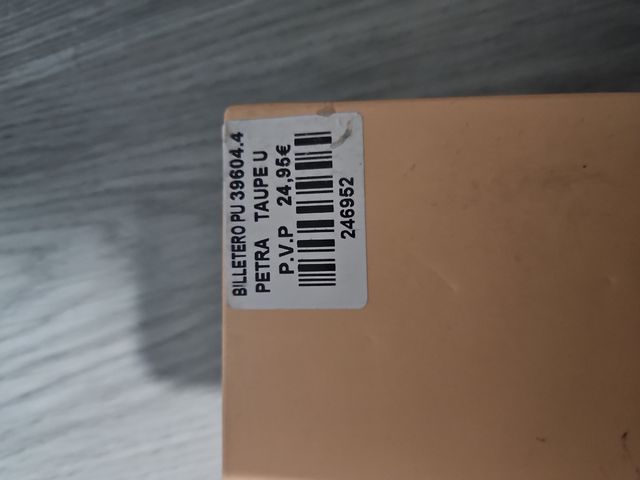 BILLETERO PU 39604.4
PETRA TAUPE U
P.V.P 24,95€
246952